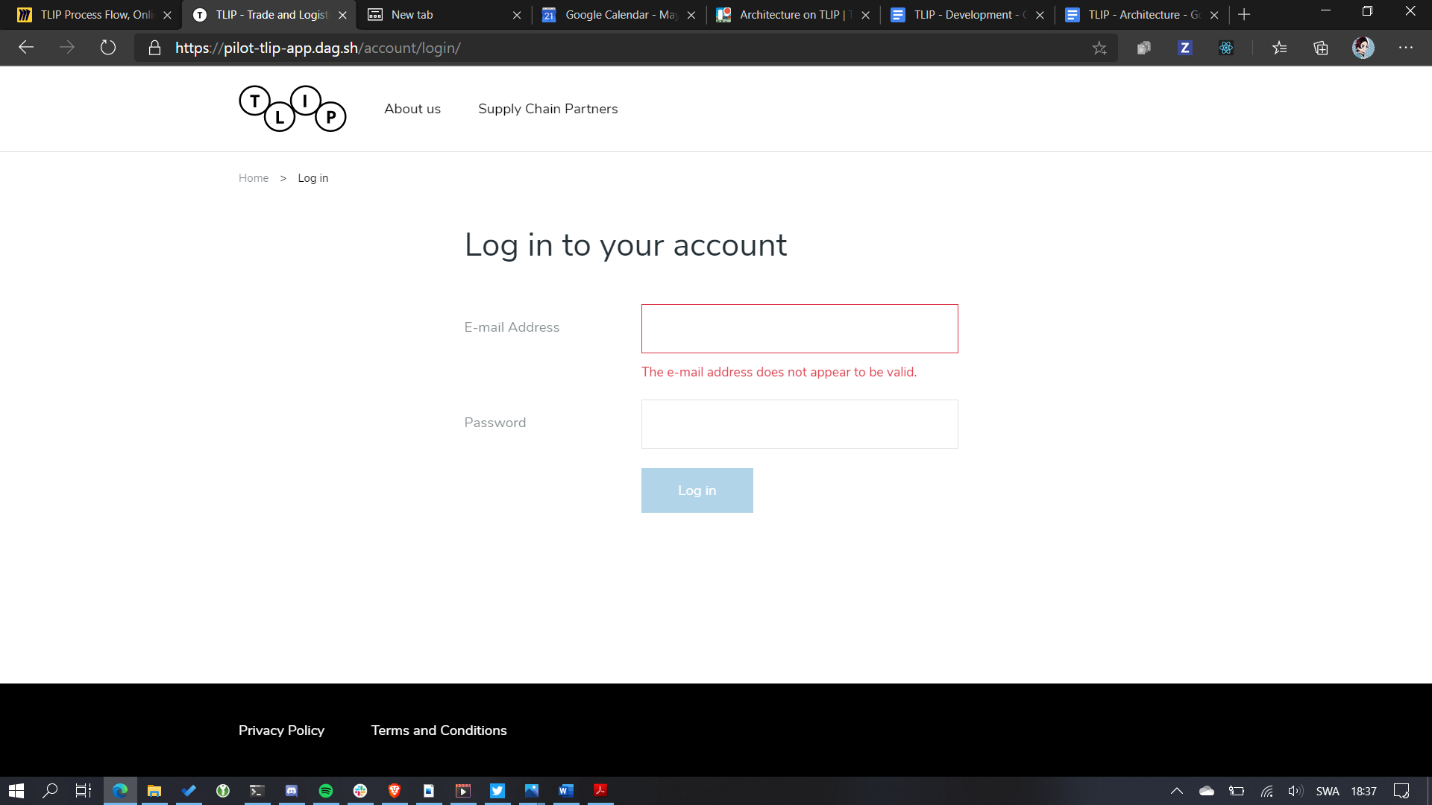 TLIP Process Flow, Onli
TLIP - Trade and Logist
New tab
21
Google Calendar - Ma
Architecture on TLIP |
TLIP - Development -
TLIP - Architecture - G
https://pilot-tlip-app.dag.sh/account/login/
T L I P
About us
Supply Chain Partners
Home > Log in
Log in to your account
E-mail Address
The e-mail address does not appear to be valid.
Password
Log in
Privacy Policy
Terms and Conditions
SWA
18:37